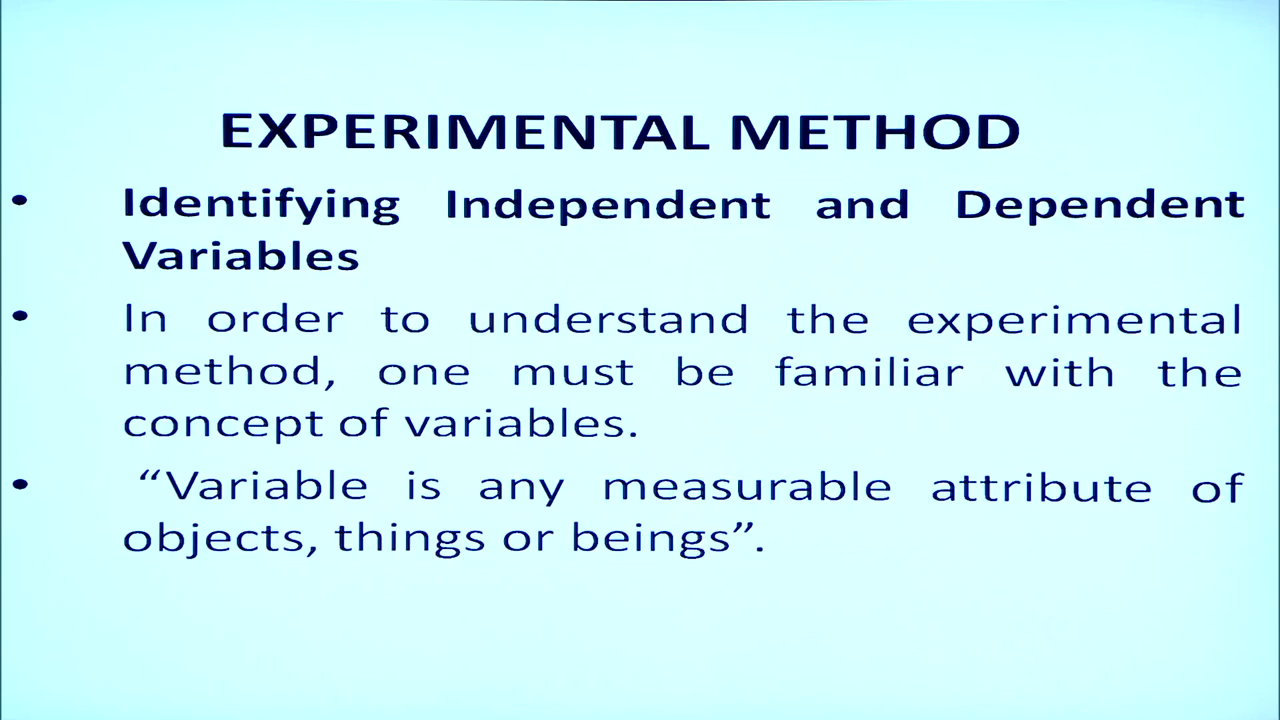 EXPERIMENTAL METHOD
• Identifying Independent and Dependent
Variables
• In order to understand the experimental
method, one must be familiar with the
concept of variables.
• “Variable is any measurable attribute of
objects, things or beings”.